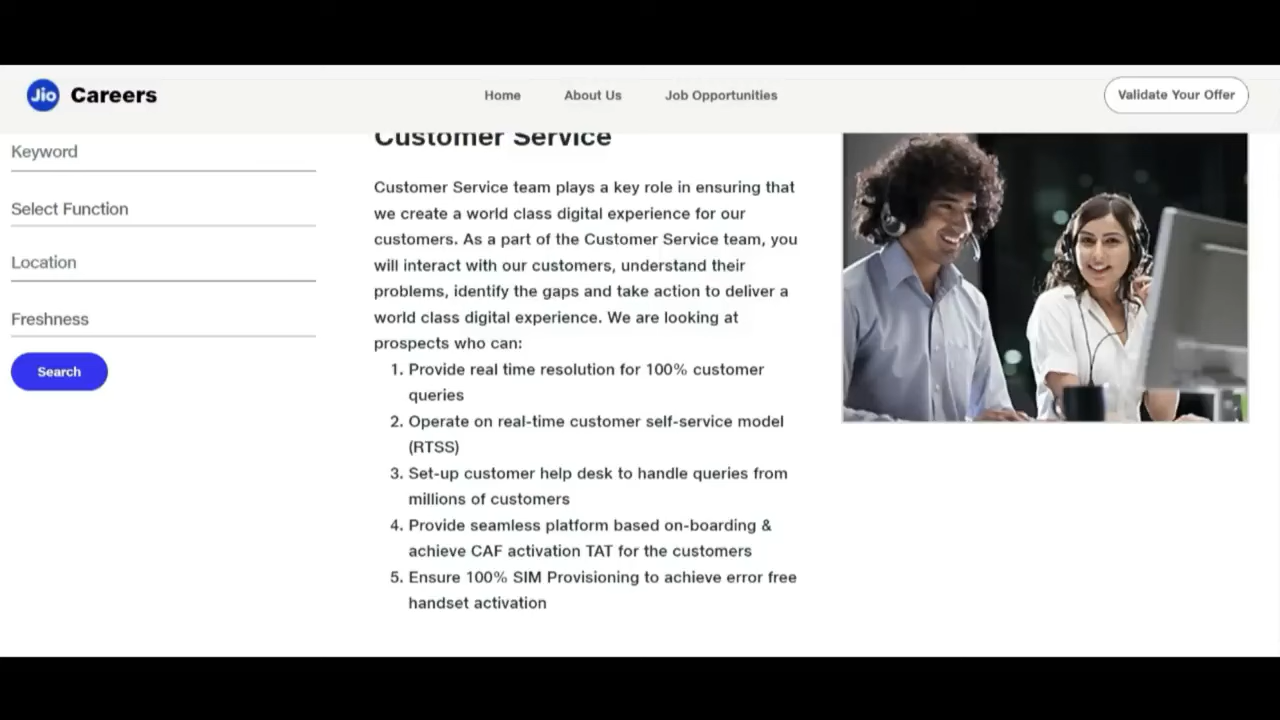 Jio Careers
Home
About Us
Job Opportunities
Validate Your Offer
Keyword
Select Function
Location
Freshness
Search
Customer Service
Customer Service team plays a key role in ensuring that
we create a world class digital experience for our
customers. As a part of the Customer Service team, you
will interact with our customers, understand their
problems, identify the gaps and take action to deliver a
world class digital experience. We are looking at
prospects who can:
1. Provide real time resolution for 100% customer
queries
2. Operate on real-time customer self-service model
(RTSS)
3. Set-up customer help desk to handle queries from
millions of customers
4. Provide seamless platform based on-boarding &
achieve CAF activation TAT for the customers
5. Ensure 100% SIM Provisioning to achieve error free
handset activation